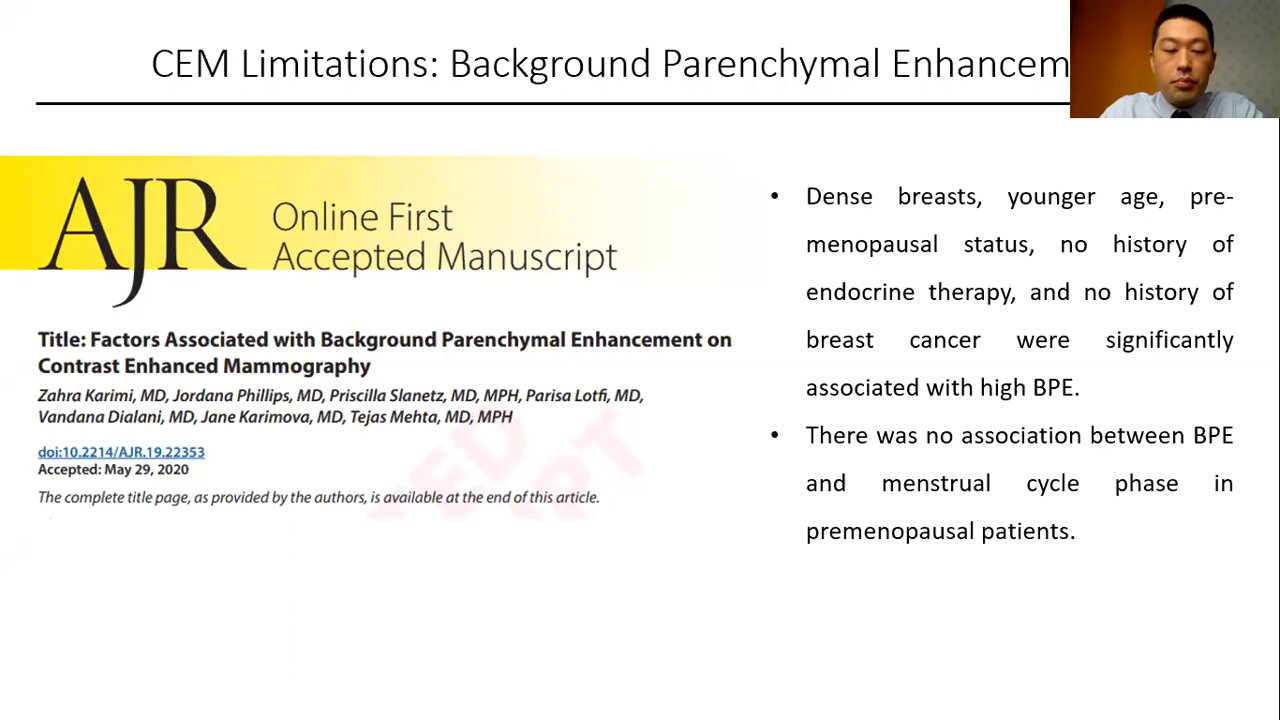 CEM Limitations: Background Parenchymal Enhancem
AJR
Online First
Accepted Manuscript
Title: Factors Associated with Background Parenchymal Enhancement on
Contrast Enhanced Mammography
Zahra Karimi, MD, Jordana Phillips, MD, Priscilla Slanetz, MD, MPH, Parisa Lotfi, MD,
Vandana Dialani, MD, Jane Karimova, MD, Tejas Mehta, MD, MPH
doi:10.2214/AJR.19.22353
Accepted: May 29, 2020
The complete title page, as provided by the authors, is available at the end of this article.
• Dense breasts, younger age, pre-
menopausal status, no history of
endocrine therapy, and no history of
breast cancer were significantly
associated with high BPE.
• There was no association between BPE
and menstrual cycle phase in
premenopausal patients.